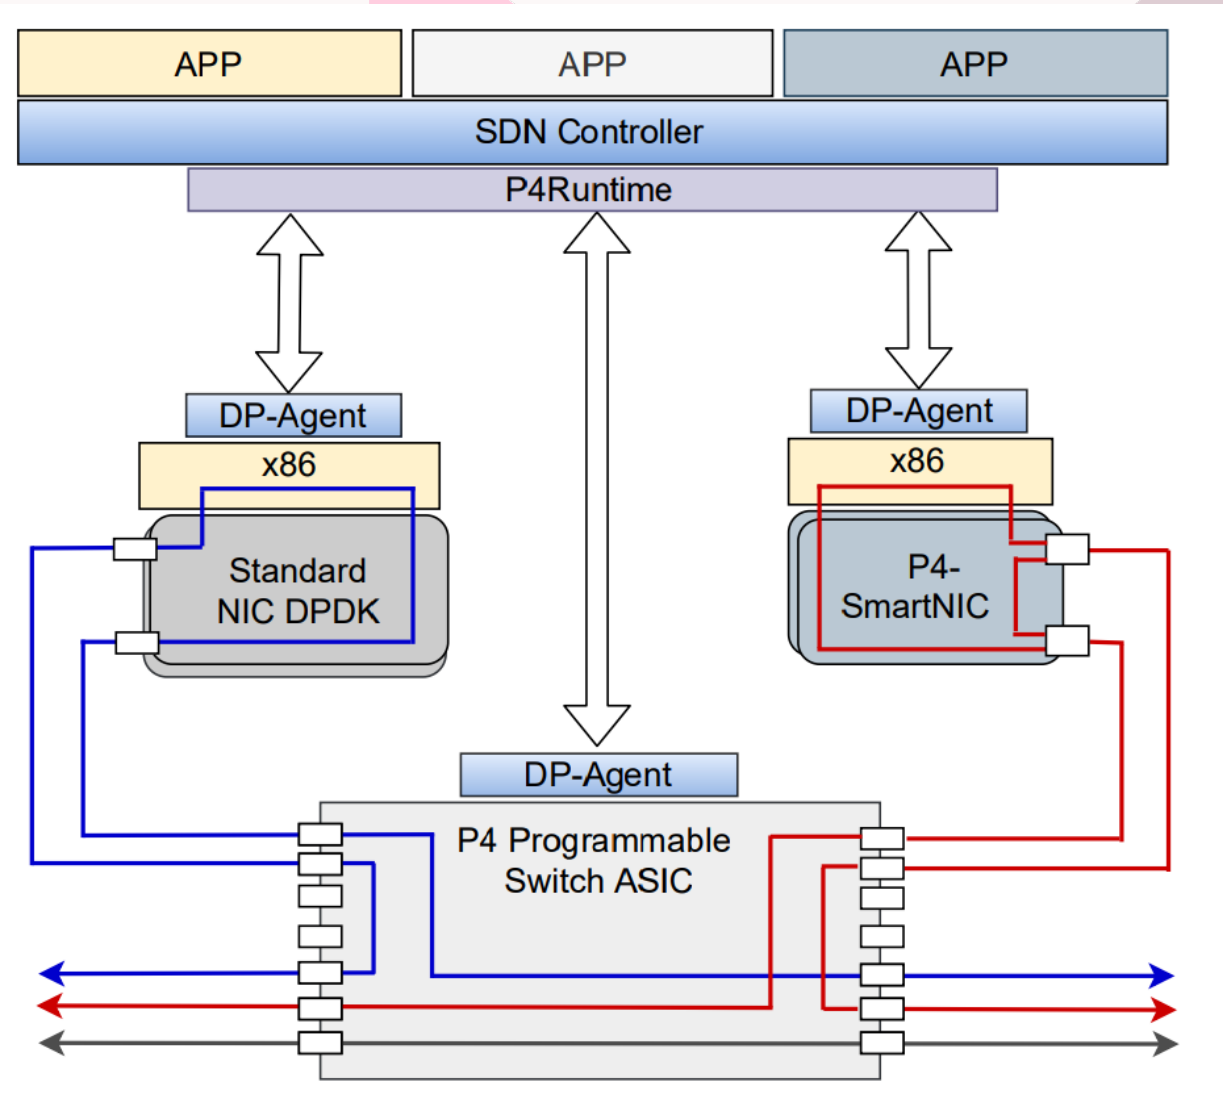 APP
APP
APP
SDN Controller
P4Runtime
DP-Agent
DP-Agent
x86
x86
Standard
NIC DPDK
P4-
SmartNIC
DP-Agent
P4 Programmable
Switch ASIC